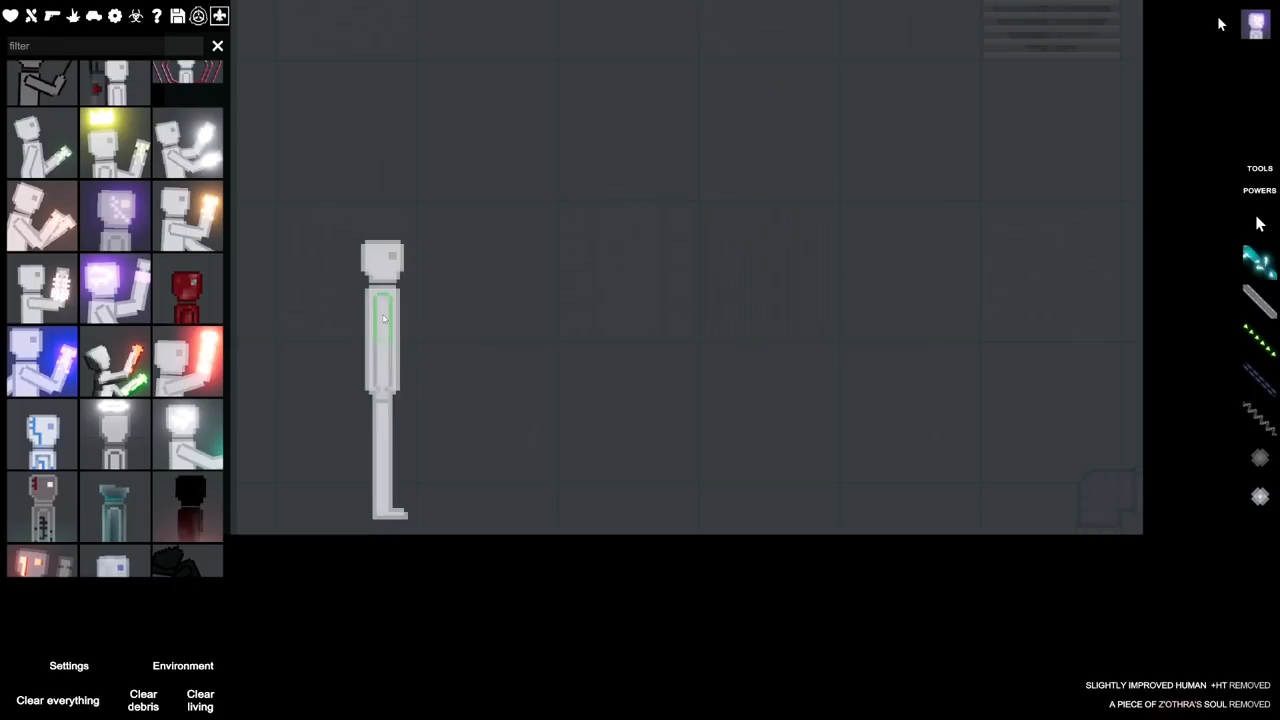 filter
TOOLS
POWERS
Settings
Environment
Clear everything
Clear
debris
Clear
living
SLIGHTLY IMPROVED HUMAN +HT REMOVED
A PIECE OF Z'OTHRA'S SOUL REMOVED